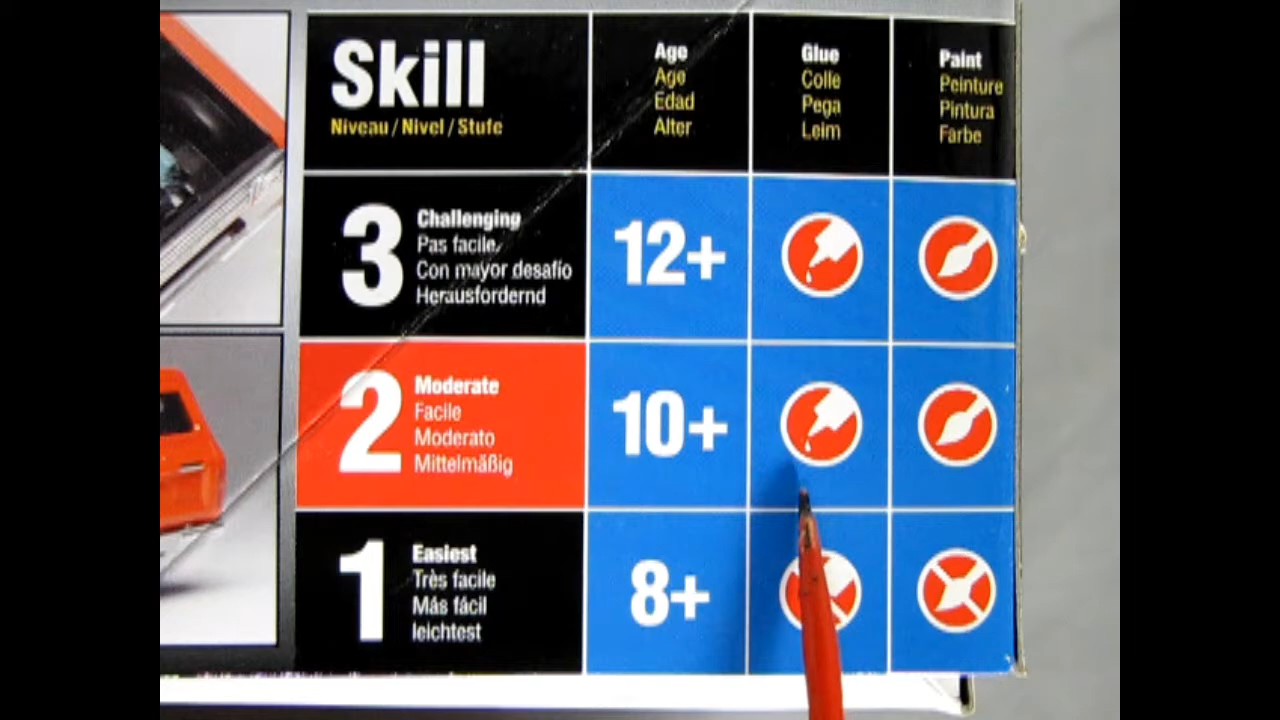 Skill
Niveau / Nivel / Stufe
Age
Age
Edad
Alter
Glue
Colle
Pega
Leim
Paint
Peinture
Pintura
Farbe
3
Challenging
Pas facile
Con mayor desafío
Herausfordernd
12+
2
Moderate
Facile
Moderato
Mittelmäßig
10+
1
Easiest
Très facile
Más fácil
leichtest
8+